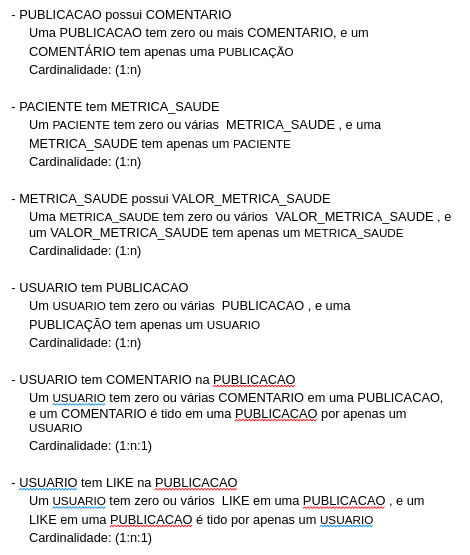 - PUBLICACAO possui COMENTARIO
Uma PUBLICACAO tem zero ou mais COMENTARIO, e um
COMENTÁRIO tem apenas uma PUBLICAÇÃO
Cardinalidade: (1:n)
- PACIENTE tem METRICA_SAUDE
Um PACIENTE tem zero ou várias METRICA_SAUDE , e uma
METRICA_SAUDE tem apenas um PACIENTE
Cardinalidade: (1:n)
- METRICA_SAUDE possui VALOR_METRICA_SAUDE
Uma METRICA_SAUDE tem zero ou vários VALOR_METRICA_SAUDE , e
um VALOR_METRICA_SAUDE tem apenas um METRICA_SAUDE
Cardinalidade: (1:n)
- USUARIO tem PUBLICACAO
Um USUARIO tem zero ou várias PUBLICACAO , e uma
PUBLICAÇÃO tem apenas um USUARIO
Cardinalidade: (1:n)
- USUARIO tem COMENTARIO na PUBLICACAO
Um USUARIO tem zero ou várias COMENTARIO em uma PUBLICACAO,
e um COMENTARIO é tido em uma PUBLICACAO por apenas um
USUARIO
Cardinalidade: (1:n:1)
- USUARIO tem LIKE na PUBLICACAO
Um USUARIO tem zero ou vários LIKE em uma PUBLICACAO , e um
LIKE em uma PUBLICACAO é tido por apenas um USUARIO
Cardinalidade: (1:n:1)